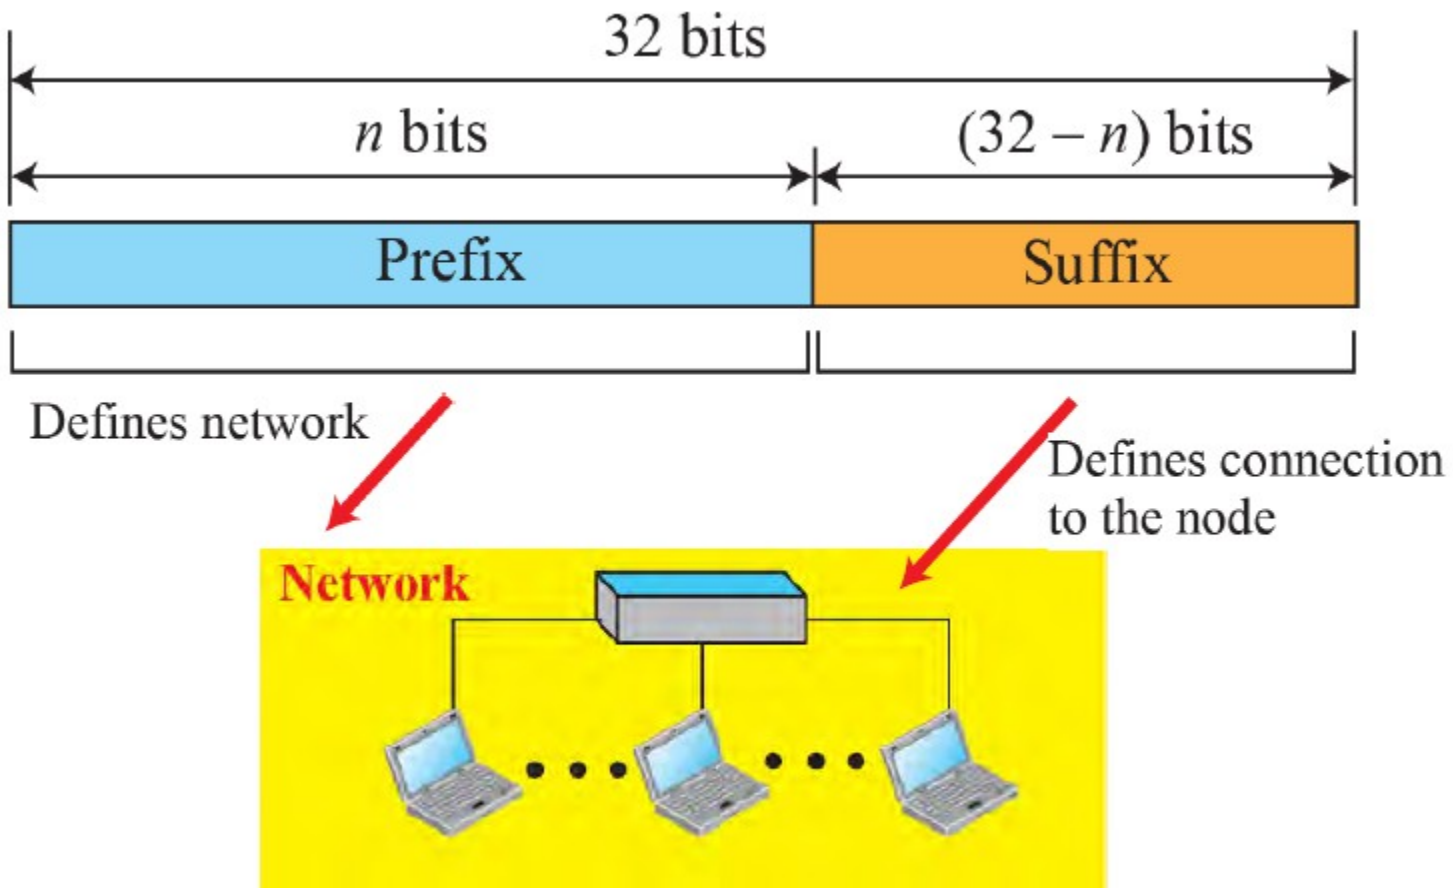 32 bits
n bits
(32 – n) bits
Prefix
Suffix
Defines network
Defines connection
to the node
Network